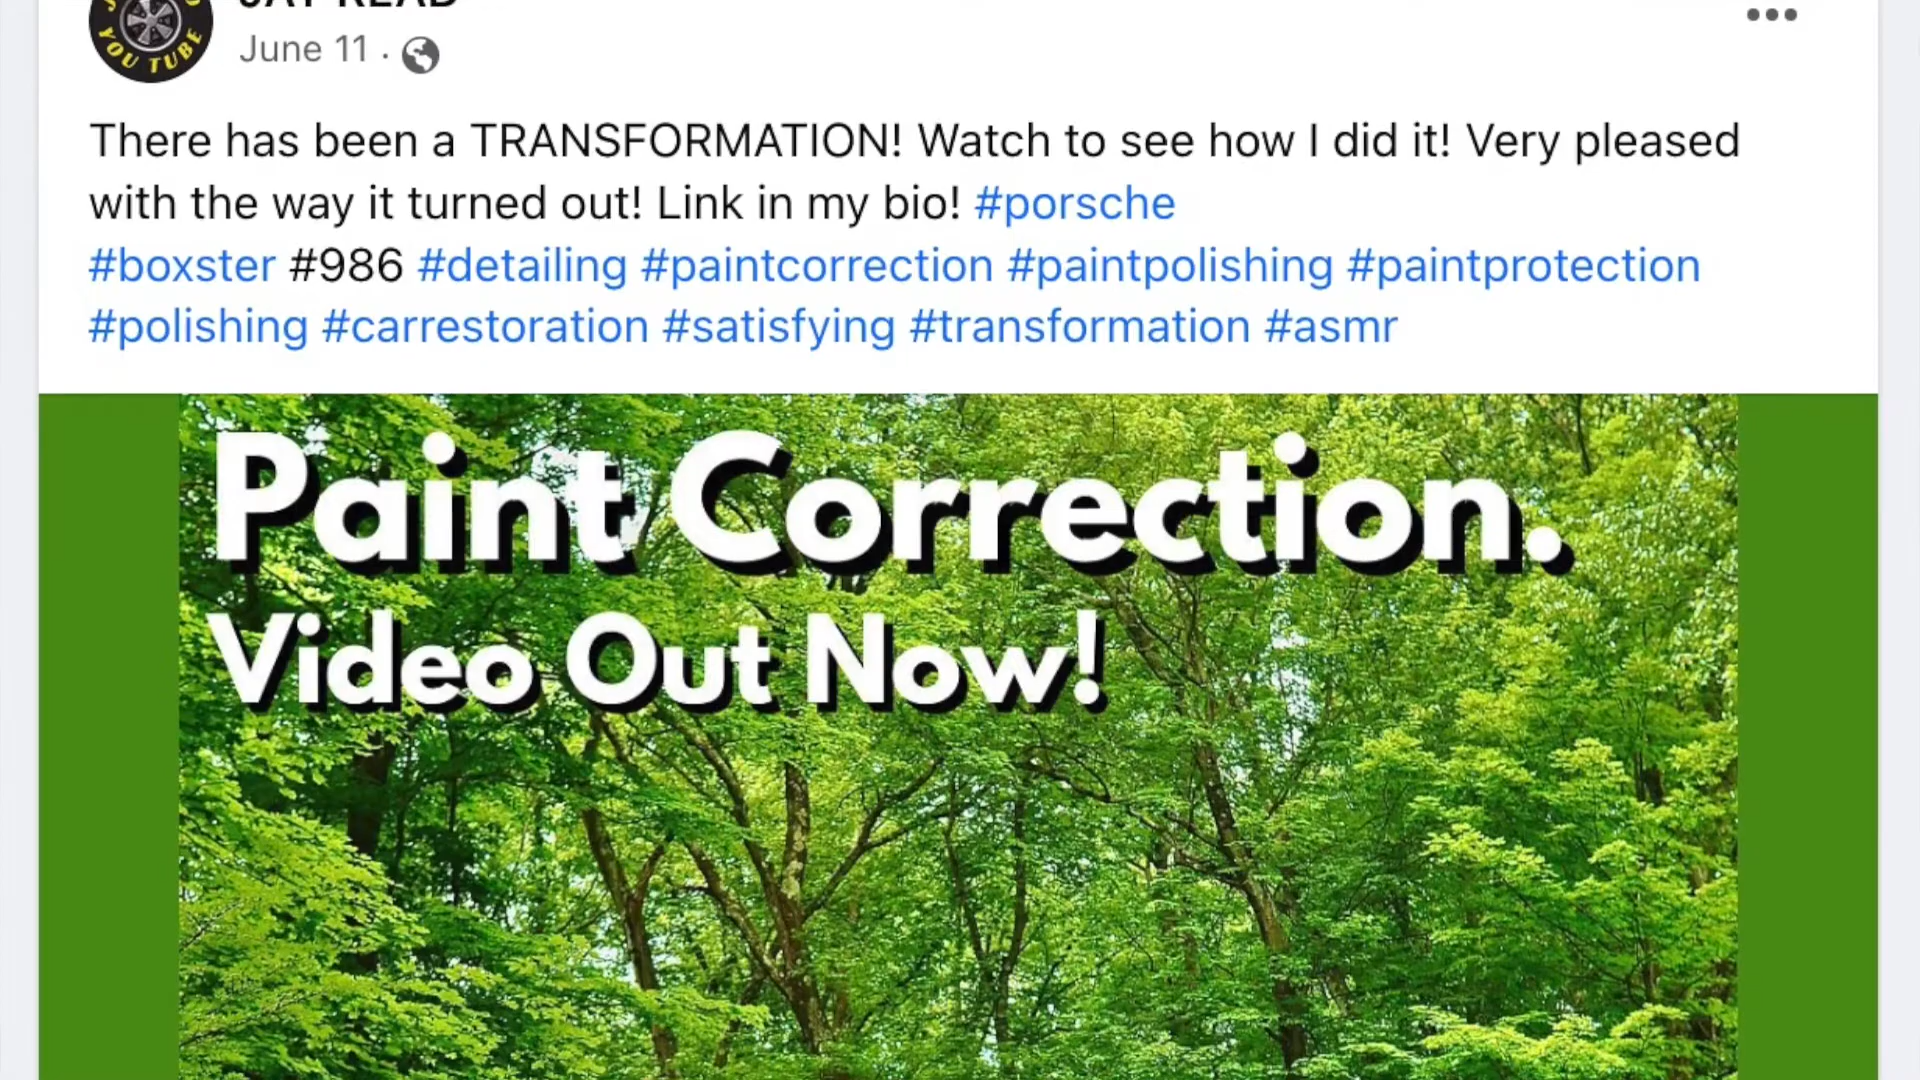 JAY READ
YOU TUBE
June 11 ·
There has been a TRANSFORMATION! Watch to see how I did it! Very pleased
with the way it turned out! Link in my bio! #porsche
#boxster #986 #detailing #paintcorrection #paintpolishing #paintprotection
#polishing #carrestoration #satisfying #transformation #asmr
Paint Correction.
Video Out Now!